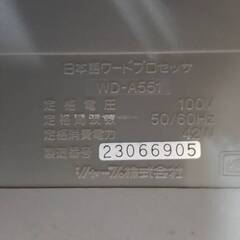 日本語ワードプロセッサ
WD-A551
定格電圧 100V
定格周波数 50/60Hz
定格消費電力 42W
製造番号 23066905
シャープ株式会社